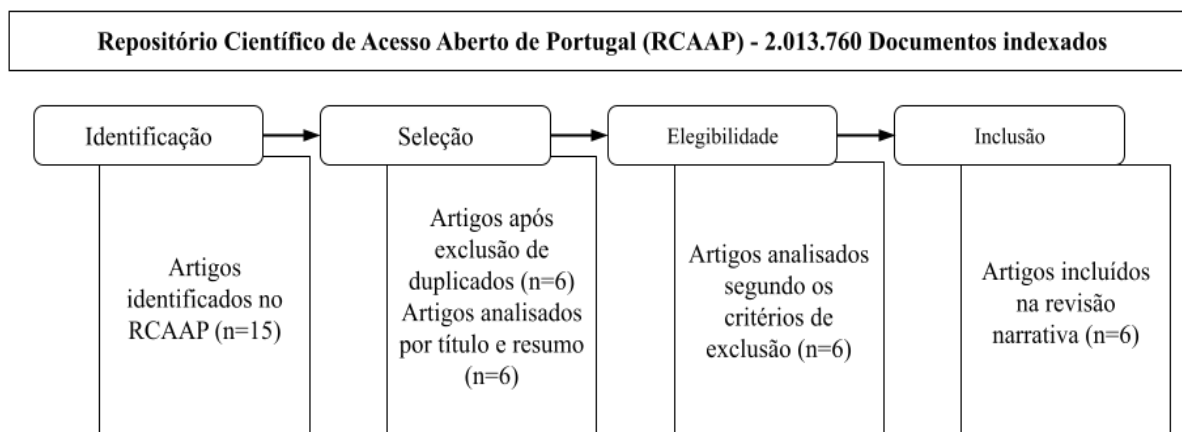 Repositório Científico de Acesso Aberto de Portugal (RCAAP) - 2.013.760 Documentos indexados
Identificação
Seleção
Elegibilidade
Inclusão
Artigos
identificados no
RCAAP (n=15)
Artigos após
exclusão de
duplicados (n=6)
Artigos analisados
por título e resumo
(n=6)
Artigos analisados
segundo os
critérios de
exclusão (n=6)
Artigos incluídos
na revisão
narrativa (n=6)